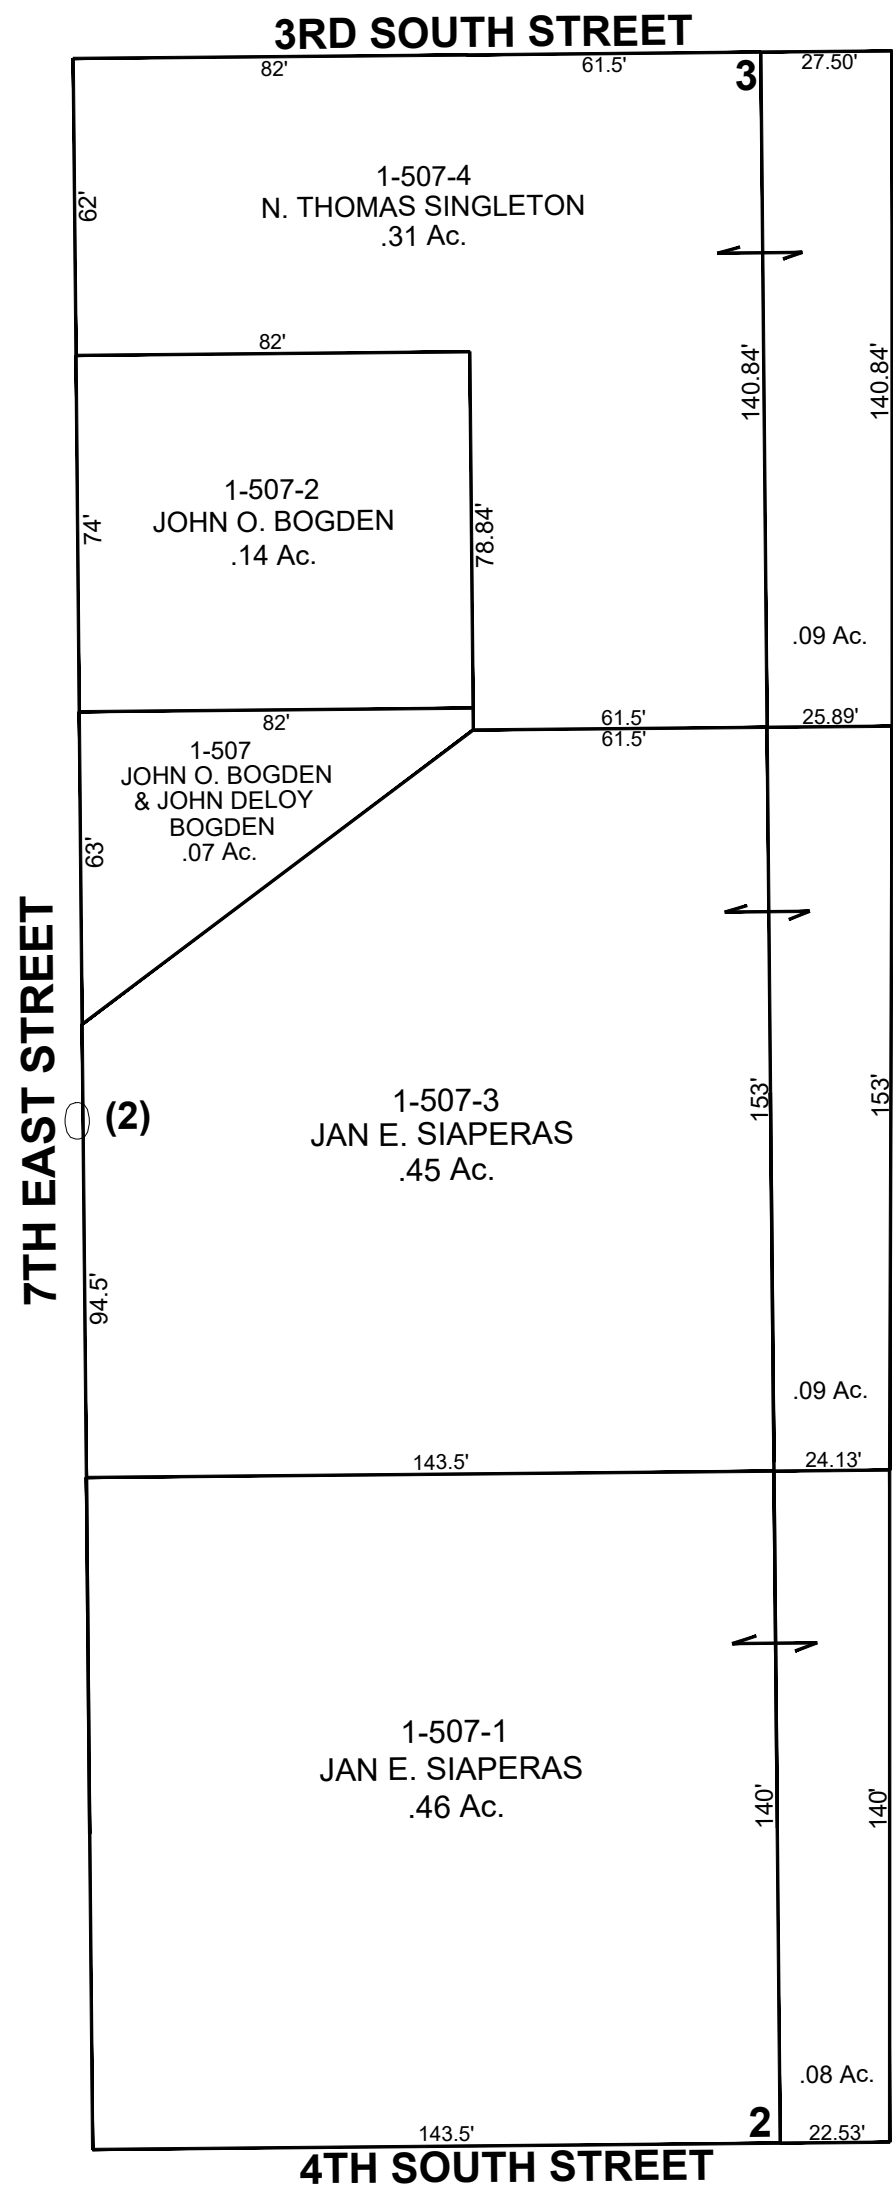 3RD SOUTH STREET
82'
61.5'
3
27.50'
62'
1-507-4
N. THOMAS SINGLETON
.31 Ac.
82'
140.84'
140.84'
74'
1-507-2
JOHN O. BOGDEN
.14 Ac.
78.84'
.09 Ac.
82'
61.5'
61.5'
25.89'
63'
1-507
JOHN O. BOGDEN
& JOHN DELOY
BOGDEN
.07 Ac.
7TH EAST STREET
(2)
94.5'
1-507-3
JAN E. SIAPERAS
.45 Ac.
153'
153'
.09 Ac.
143.5'
24.13'
1-507-1
JAN E. SIAPERAS
.46 Ac.
140'
140'
.08 Ac.
143.5'
2
22.53'
4TH SOUTH STREET